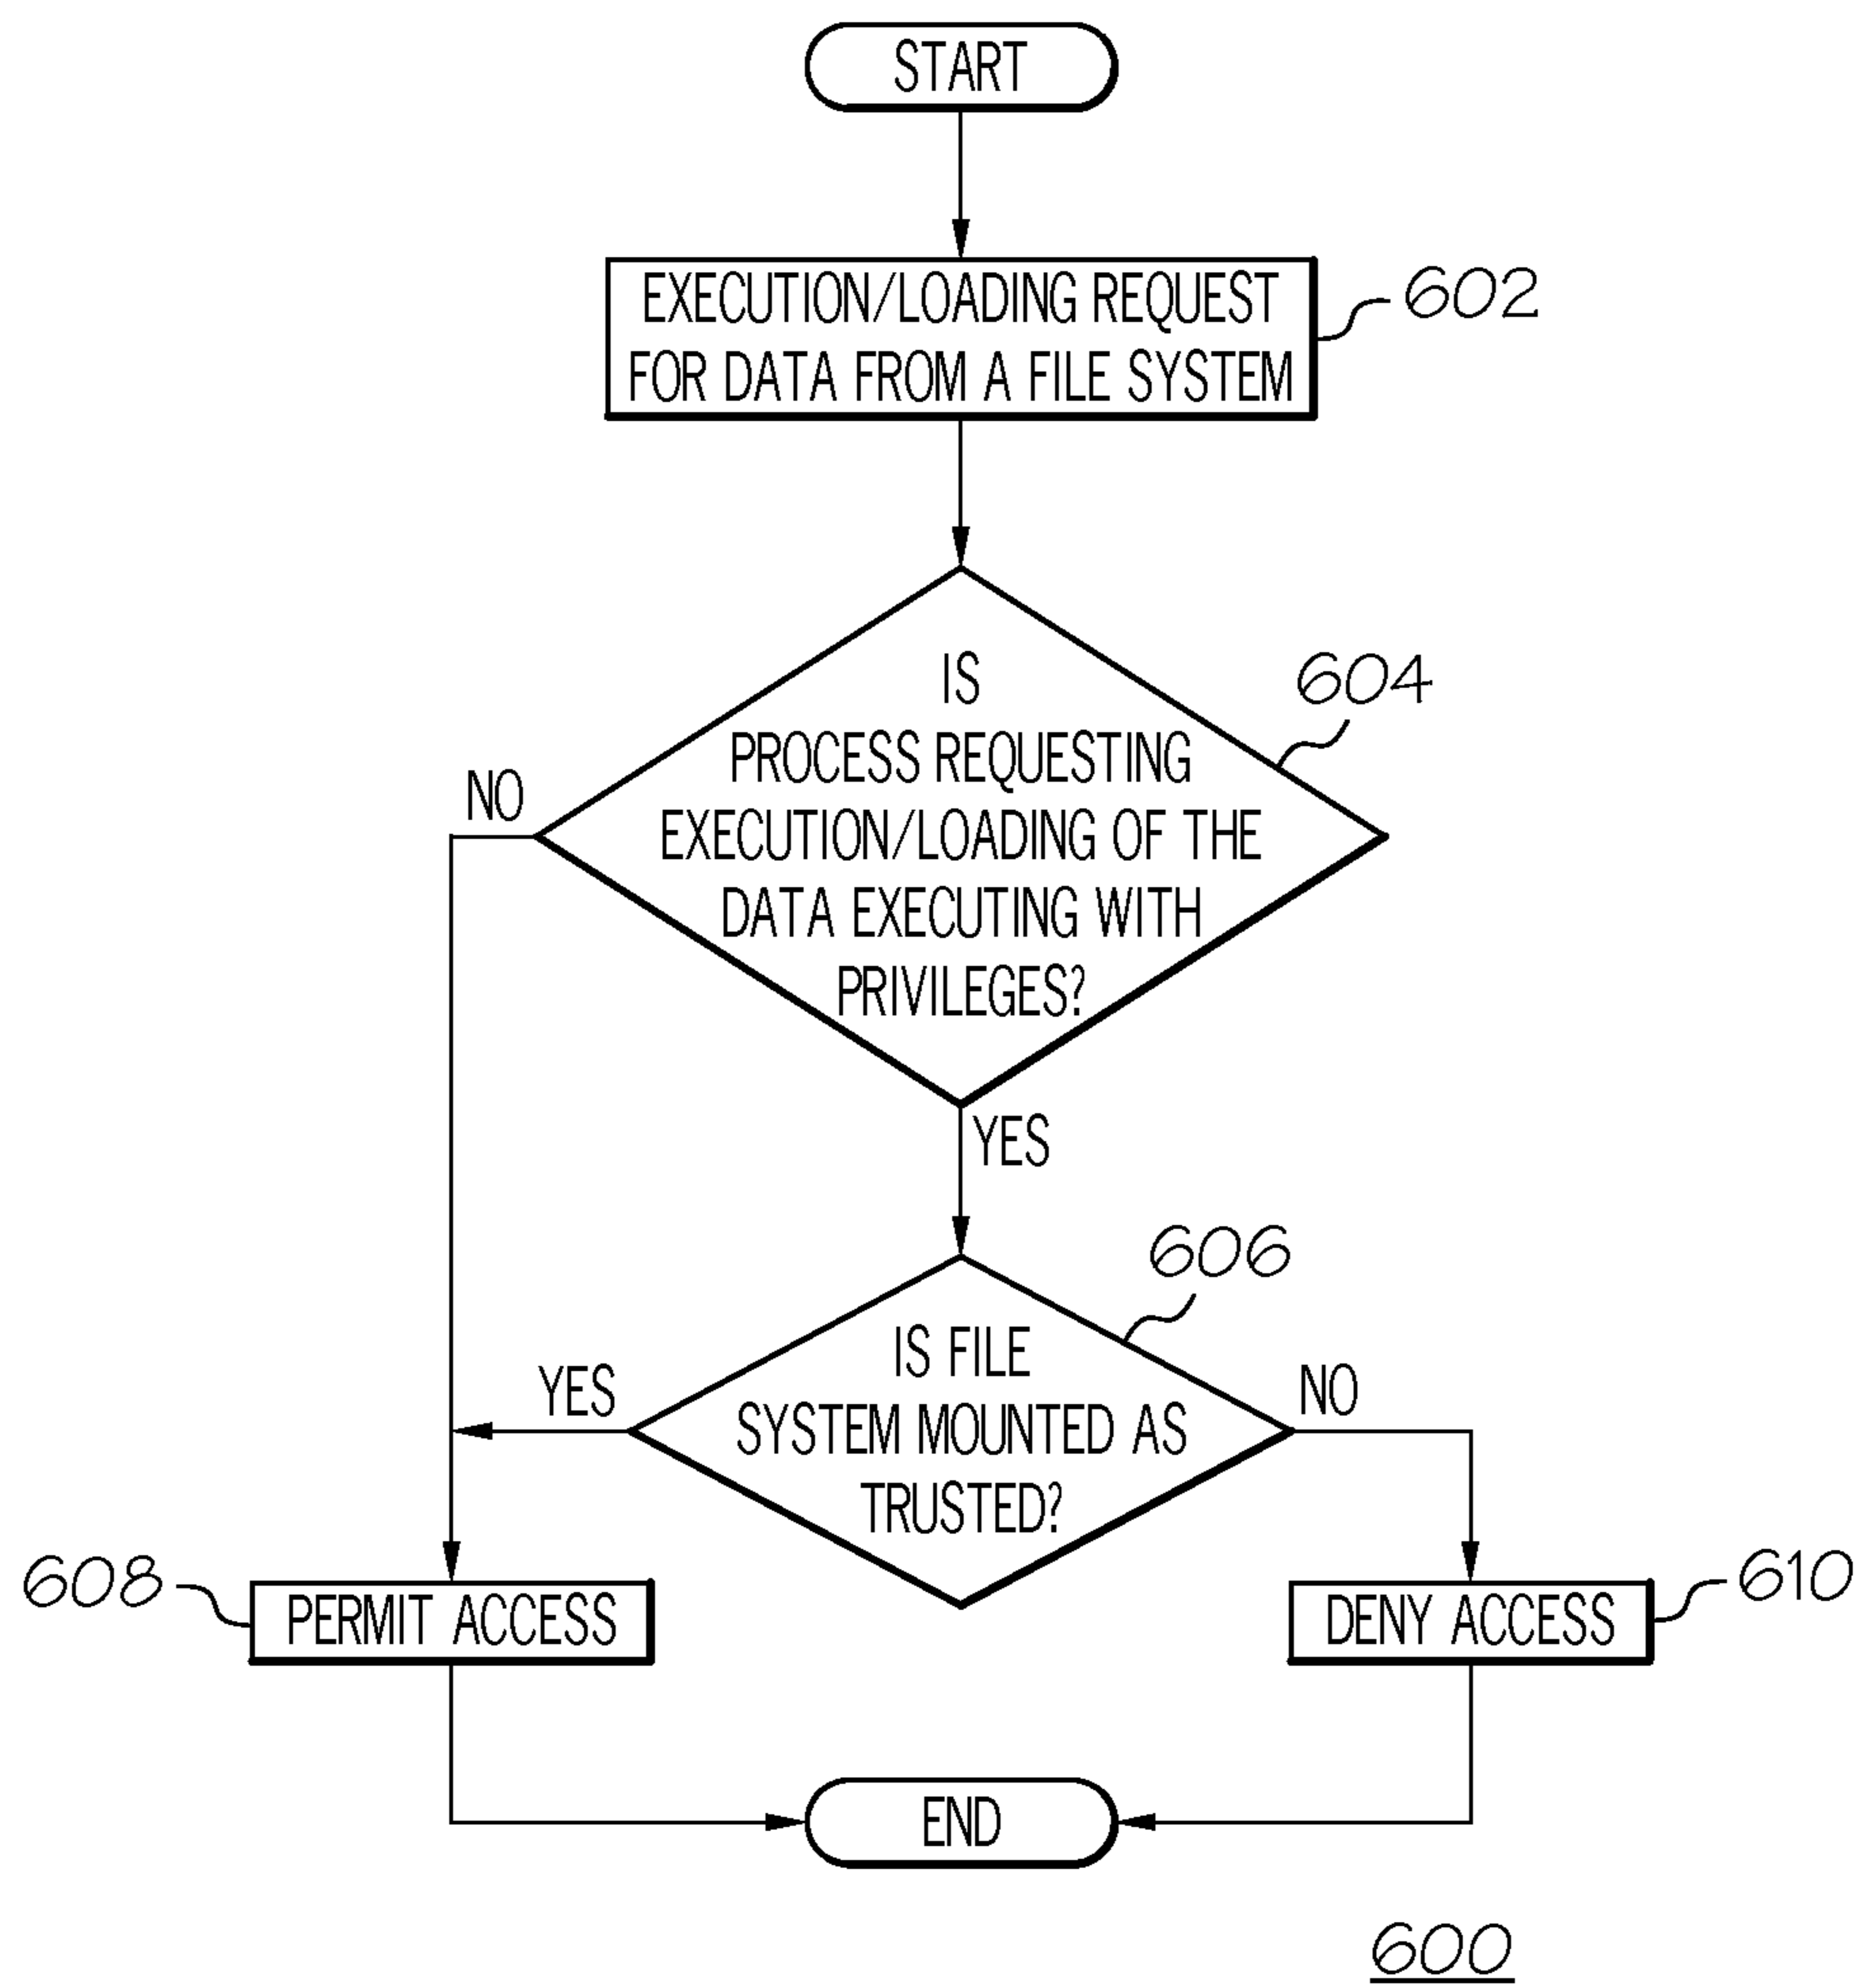 START
EXECUTION/LOADING REQUEST
FOR DATA FROM A FILE SYSTEM
602
IS
PROCESS REQUESTING
EXECUTION/LOADING OF THE
DATA EXECUTING WITH
PRIVILEGES?
604
NO
YES
606
IS FILE
SYSTEM MOUNTED AS
TRUSTED?
YES
NO
608
PERMIT ACCESS
DENY ACCESS
610
END
600